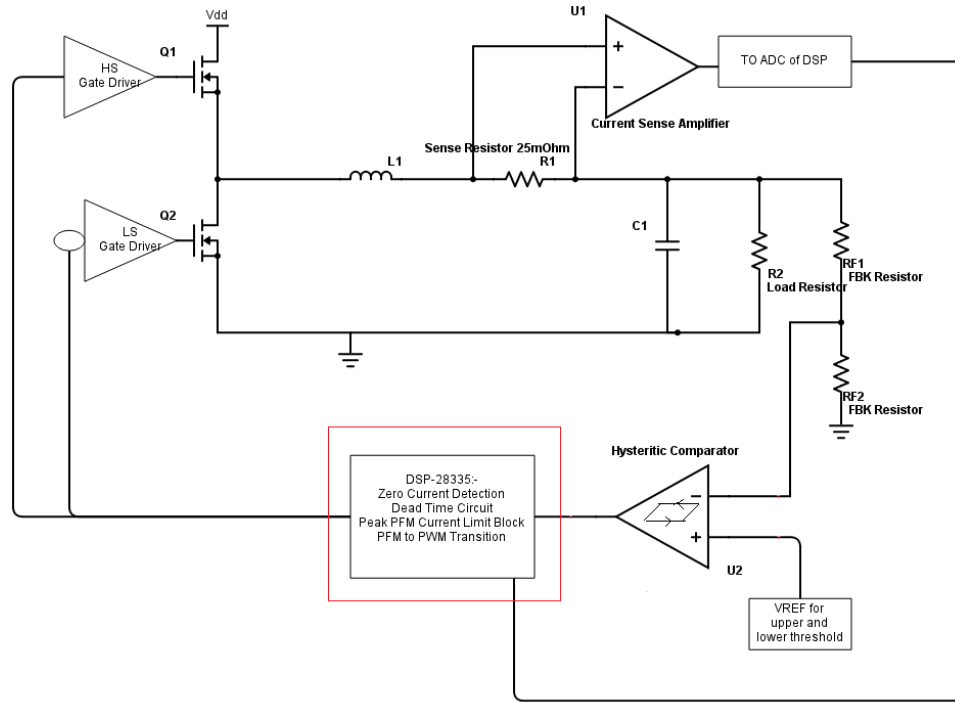 Vdd
U1
Q1
HS
Gate Driver
+
−
TO ADC of DSP
Current Sense Amplifier
Sense Resistor 25mOhm
L1
R1
Q2
LS
Gate Driver
C1
R2
Load Resistor
RF1
FBK Resistor
RF2
FBK Resistor
Hysteritic Comparator
DSP-28335:-
Zero Current Detection
Dead Time Circuit
Peak PFM Current Limit Block
PFM to PWM Transition
−
+
U2
VREF for
upper and
lower threshold